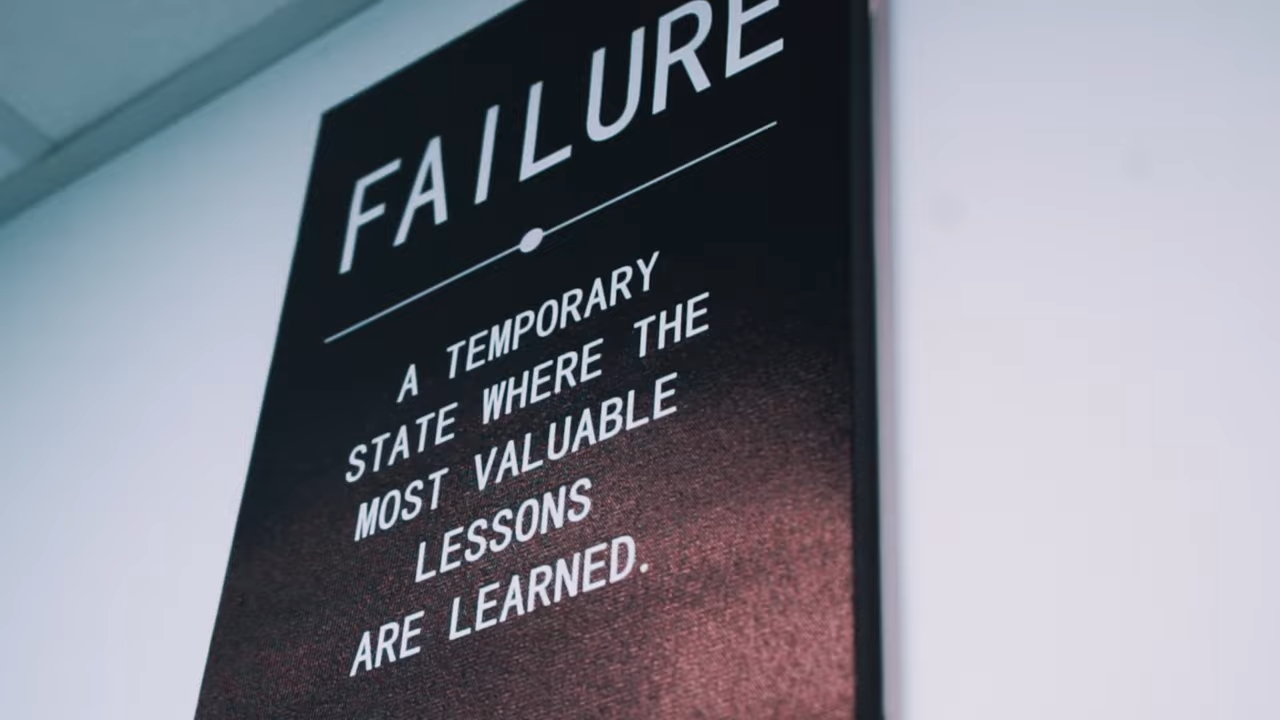 FAILURE
A TEMPORARY
STATE WHERE THE
MOST VALUABLE
LESSONS
ARE LEARNED.